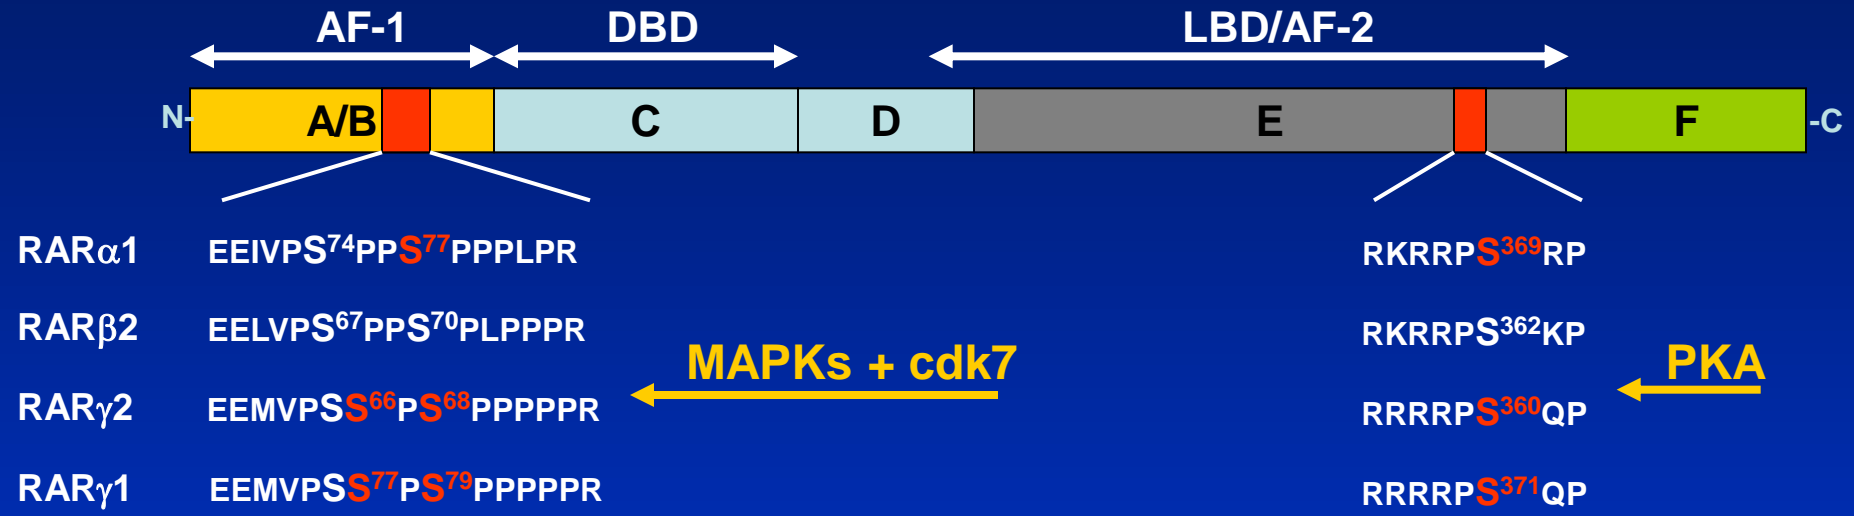 AF-1 DBD LBD/AF-2
N- A/B C D E F -C
RARα1 EEIVPS⁷⁴PPS⁷⁷PPPLPR RKRRPS³⁶⁹RP
RARβ2 EELVPS⁶⁷PPS⁷⁰PLPPPR RKRRPS³⁶²KP
MAPKs + cdk7 PKA
RARγ2 EEMVPSS⁶⁶PS⁶⁸PPPPPR RRRRPS³⁶⁰QP
RARγ1 EEMVPSS⁷⁷PS⁷⁹PPPPPR RRRRPS³⁷¹QP